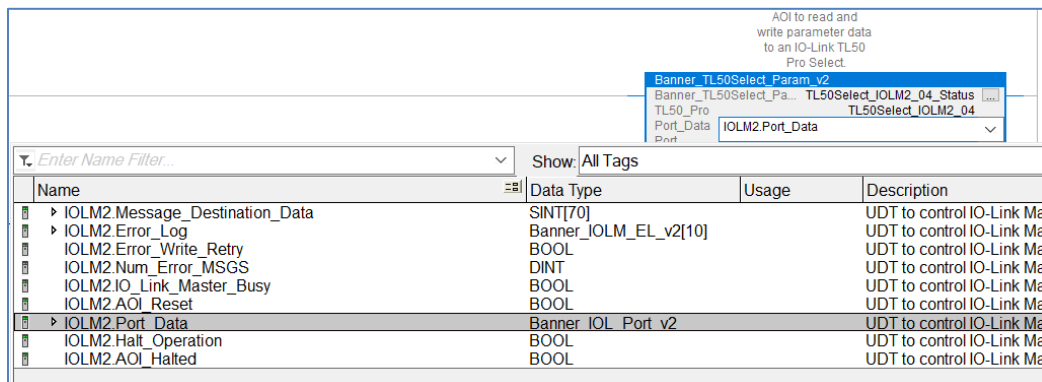 AOI to read and
write parameter data
to an IO-Link TL50
Pro Select.
Banner_TL50Select_Param_v2
Banner_TL50Select_Pa... TL50Select_IOLM2_04_Status ...
TL50_Pro TL50Select_IOLM2_04
Port_Data IOLM2.Port_Data
Port
Enter Name Filter... Show: All Tags
Name Data Type Usage Description
IOLM2.Message_Destination_Data SINT[70] UDT to control IO-Link Ma
IOLM2.Error_Log Banner_IOLM_EL_v2[10] UDT to control IO-Link Ma
IOLM2.Error_Write_Retry BOOL UDT to control IO-Link Ma
IOLM2.Num_Error_MSGS DINT UDT to control IO-Link Ma
IOLM2.IO_Link_Master_Busy BOOL UDT to control IO-Link Ma
IOLM2.AOI_Reset BOOL UDT to control IO-Link Ma
IOLM2.Port_Data Banner_IOL_Port_v2 UDT to control IO-Link Ma
IOLM2.Halt_Operation BOOL UDT to control IO-Link Ma
IOLM2.AOI_Halted BOOL UDT to control IO-Link Ma